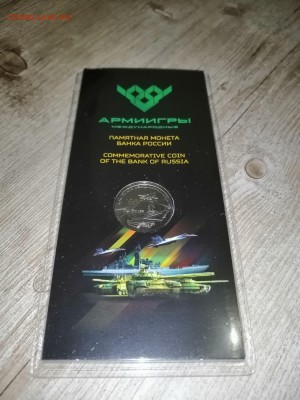 АРМИИГРЫ
МЕЖДУНАРОДНЫЕ
ПАМЯТНАЯ МОНЕТА
БАНКА РОССИИ
COMMEMORATIVE COIN
OF THE BANK OF RUSSIA